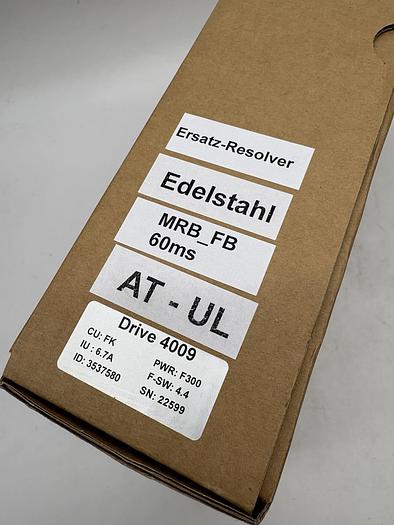 Ersatz-Resolver
Edelstahl
MRB_FB
60ms
AT - UL
Drive 4009
CU: FK PWR: F300
IU : 6.7A F-SW: 4.4
ID: 3537580 SN: 22599